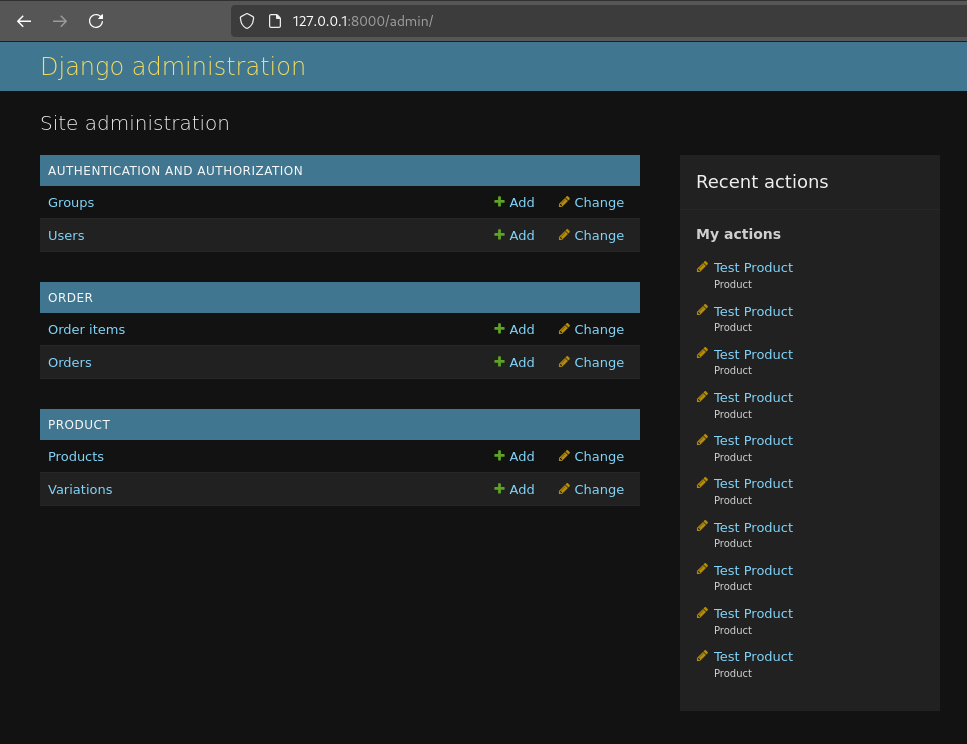 127.0.0.1:8000/admin/
Django administration
Site administration
AUTHENTICATION AND AUTHORIZATION
Groups Add Change
Users Add Change
ORDER
Order items Add Change
Orders Add Change
PRODUCT
Products Add Change
Variations Add Change
Recent actions
My actions
Test Product
Product
Test Product
Product
Test Product
Product
Test Product
Product
Test Product
Product
Test Product
Product
Test Product
Product
Test Product
Product
Test Product
Product
Test Product
Product